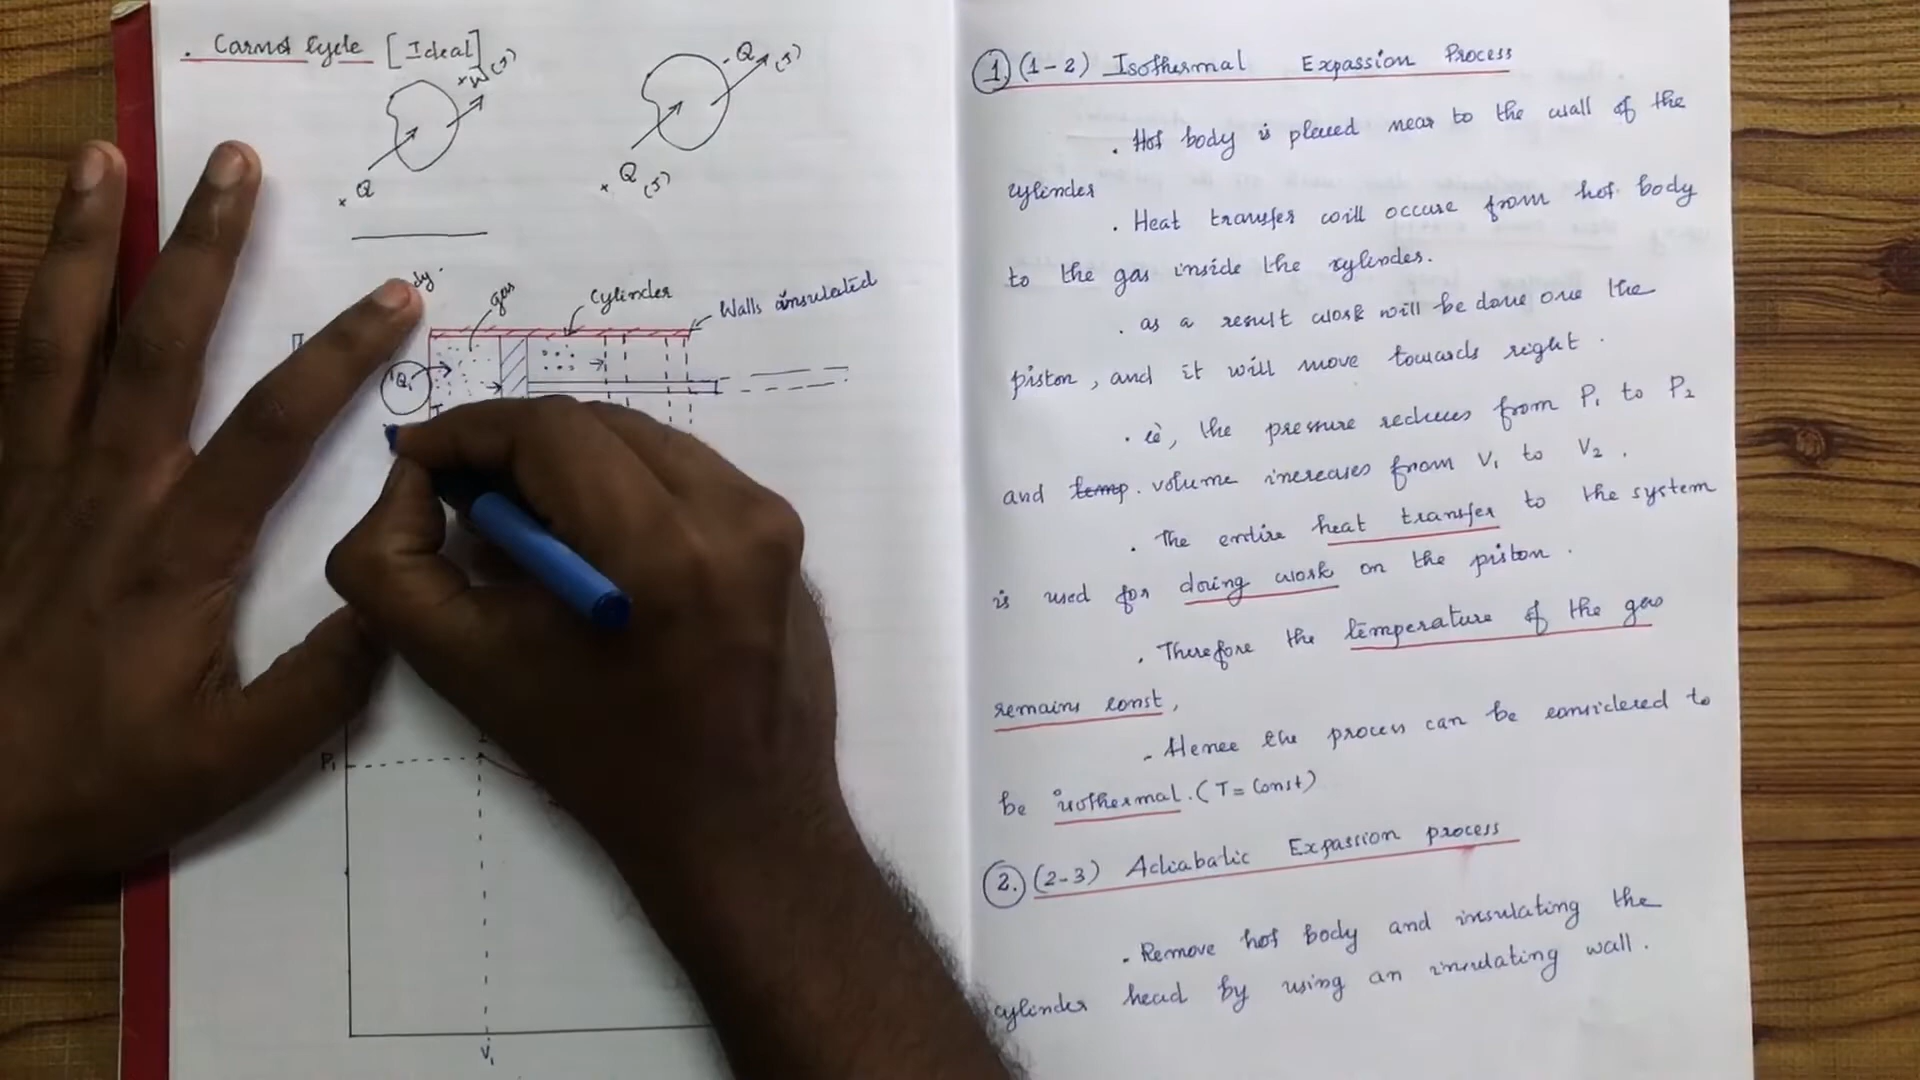 . Carnot Cycle [Ideal]
+W (J)
+ Q
- Q (J)
+ Q (J)
dy.
gas
Cylinder
Walls insulated
Q₁
P₁
V₁
1. (1-2) Isothermal Expassion Process
. Hot body is placed near to the wall of the
cylinder
. Heat transfer will occure from hot body
to the gas inside the cylinder.
. as a result work will be done one the
piston, and it will move towards right.
. ie, the pressure reduces from P₁ to P₂
and temp. volume increases from V₁ to V₂.
. The entire heat transfer to the system
is used for doing work on the piston.
. Therefore the temperature of the gas
remains const,
- Hence the process can be considered to
be isothermal. (T = Const)
2. (2-3) Adiabatic Expassion process
. Remove hot body and insulating the
cylinder head by using an insulating wall.